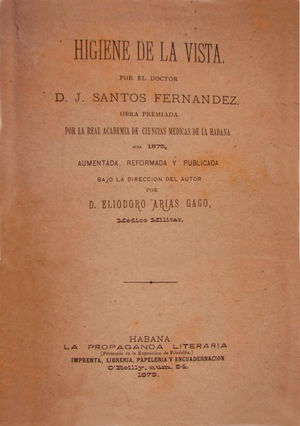 HIGIENE DE LA VISTA.
POR EL DOCTOR
D. J. SANTOS FERNANDEZ,
OBRA PREMIADA
POR LA REAL ACADEMIA DE CIENCIAS MEDICAS DE LA HABANA
en 1875,
AUMENTADA, REFORMADA Y PUBLICADA
BAJO LA DIRECCION DEL AUTOR
POR
D. ELIODORO ARIAS GAGO,
Médico Militar.
HABANA
LA PROPAGANDA LITERARIA
[Premiada en la Exposicion de Filadelfia.]
IMPRENTA, LIBRERIA, PAPELERIA Y ENCUADERNACION
O'Reilly, num. 54.
1879.